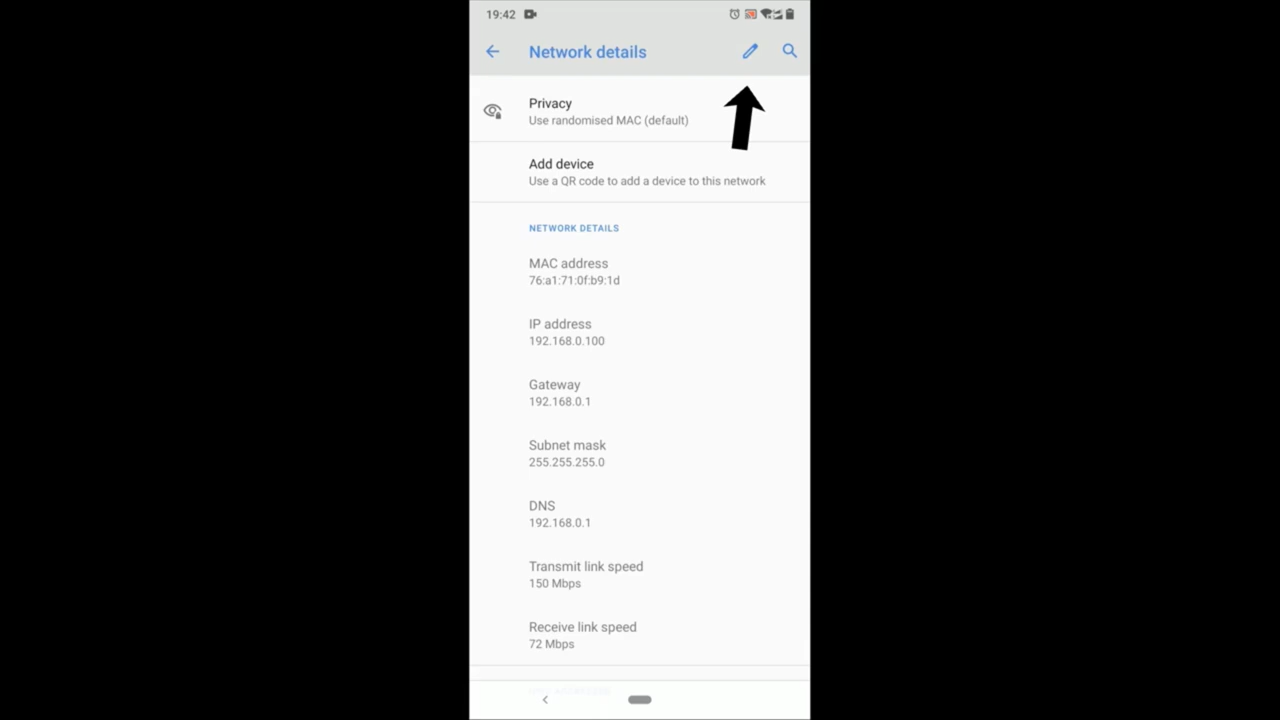 19:42
Network details
Privacy
Use randomised MAC (default)
Add device
Use a QR code to add a device to this network
NETWORK DETAILS
MAC address
76:a1:71:0f:b9:1d
IP address
192.168.0.100
Gateway
192.168.0.1
Subnet mask
255.255.255.0
DNS
192.168.0.1
Transmit link speed
150 Mbps
Receive link speed
72 Mbps